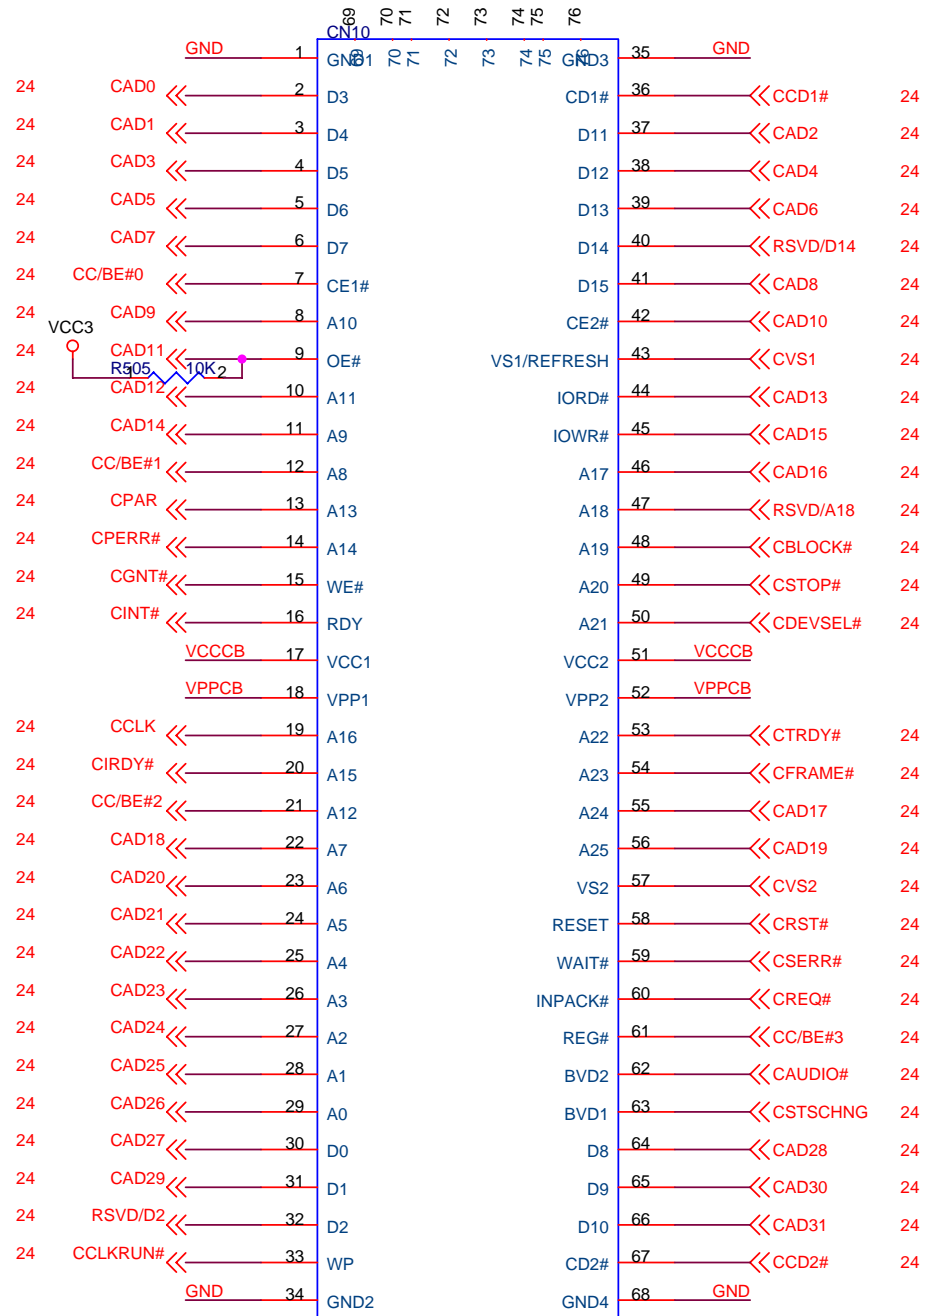 69 70 71 72 73 74 75 76
CN10
69 70 71 72 73 74 75 76
GND 1 GND1 GND3 35 GND
24 CAD0 2 D3 CD1# 36 CCD1# 24
24 CAD1 3 D4 D11 37 CAD2 24
24 CAD3 4 D5 D12 38 CAD4 24
24 CAD5 5 D6 D13 39 CAD6 24
24 CAD7 6 D7 D14 40 RSVD/D14 24
24 CC/BE#0 7 CE1# D15 41 CAD8 24
24 CAD9 8 A10 CE2# 42 CAD10 24
VCC3
24 CAD11 9 OE# VS1/REFRESH 43 CVS1 24
R505 10K
1 2
24 CAD12 10 A11 IORD# 44 CAD13 24
24 CAD14 11 A9 IOWR# 45 CAD15 24
24 CC/BE#1 12 A8 A17 46 CAD16 24
24 CPAR 13 A13 A18 47 RSVD/A18 24
24 CPERR# 14 A14 A19 48 CBLOCK# 24
24 CGNT# 15 WE# A20 49 CSTOP# 24
24 CINT# 16 RDY A21 50 CDEVSEL# 24
VCCCB 17 VCC1 VCC2 51 VCCCB
VPPCB 18 VPP1 VPP2 52 VPPCB
24 CCLK 19 A16 A22 53 CTRDY# 24
24 CIRDY# 20 A15 A23 54 CFRAME# 24
24 CC/BE#2 21 A12 A24 55 CAD17 24
24 CAD18 22 A7 A25 56 CAD19 24
24 CAD20 23 A6 VS2 57 CVS2 24
24 CAD21 24 A5 RESET 58 CRST# 24
24 CAD22 25 A4 WAIT# 59 CSERR# 24
24 CAD23 26 A3 INPACK# 60 CREQ# 24
24 CAD24 27 A2 REG# 61 CC/BE#3 24
24 CAD25 28 A1 BVD2 62 CAUDIO# 24
24 CAD26 29 A0 BVD1 63 CSTSCHNG 24
24 CAD27 30 D0 D8 64 CAD28 24
24 CAD29 31 D1 D9 65 CAD30 24
24 RSVD/D2 32 D2 D10 66 CAD31 24
24 CCLKRUN# 33 WP CD2# 67 CCD2# 24
GND 34 GND2 GND4 68 GND